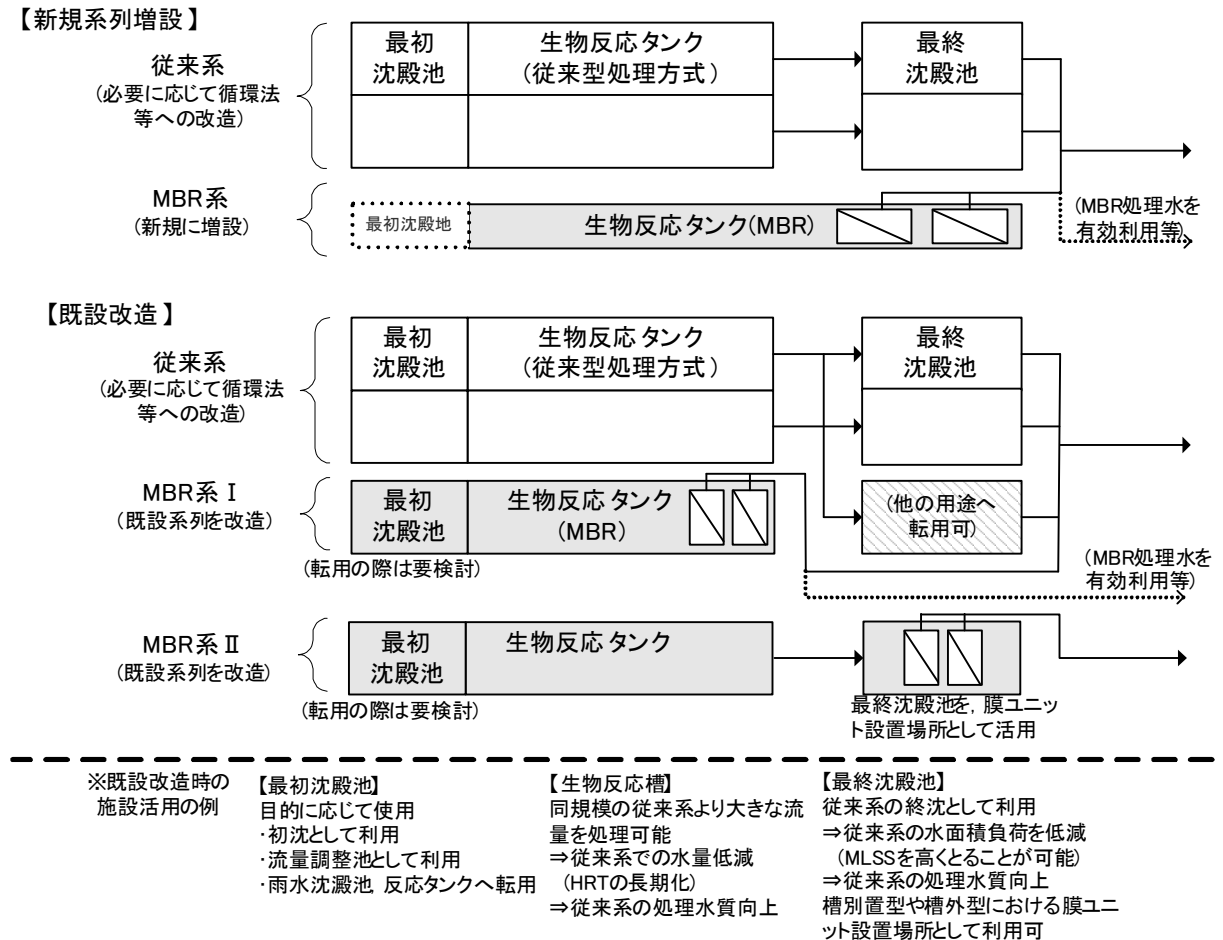 【新規系列増設】
従来系
(必要に応じて循環法
等への改造)
最初
沈殿池
生物反応タンク
(従来型処理方式)
最終
沈殿池
MBR系
(新規に増設)
最初沈殿地
生物反応タンク(MBR)
(MBR処理水を
有効利用等)
【既設改造】
従来系
(必要に応じて循環法
等への改造)
最初
沈殿池
生物反応タンク
(従来型処理方式)
最終
沈殿池
MBR系Ⅰ
(既設系列を改造)
最初
沈殿池
生物反応タンク
(MBR)
(他の用途へ
転用可)
(転用の際は要検討)
(MBR処理水を
有効利用等)
MBR系Ⅱ
(既設系列を改造)
最初
沈殿池
生物反応タンク
(転用の際は要検討)
最終沈殿池を,膜ユニッ
ト設置場所として活用
※既設改造時の
施設活用の例
【最初沈殿池】
目的に応じて使用
・初沈として利用
・流量調整池として利用
・雨水沈澱池 反応タンクへ転用
【生物反応槽】
同規模の従来系より大きな流
量を処理可能
⇒従来系での水量低減
(HRTの長期化)
⇒従来系の処理水質向上
【最終沈殿池】
従来系の終沈として利用
⇒従来系の水面積負荷を低減
(MLSSを高くとることが可能)
⇒従来系の処理水質向上
槽別置型や槽外型における膜ユニ
ット設置場所として利用可